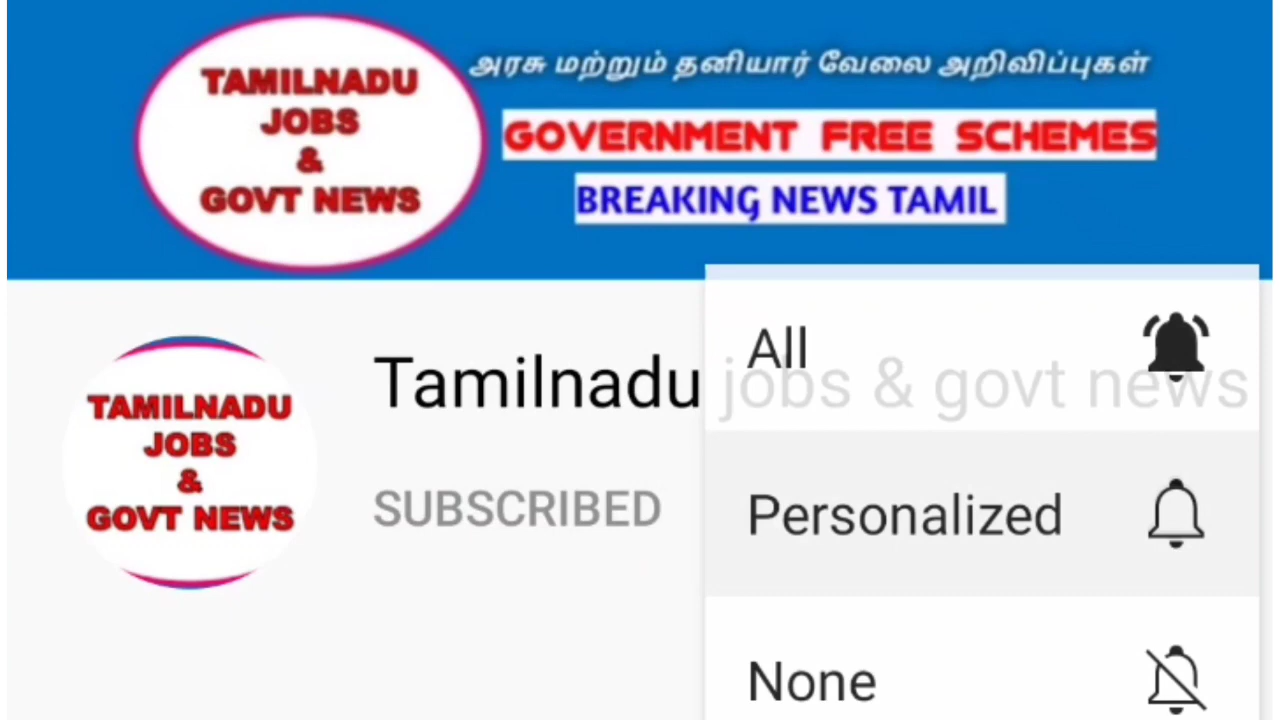 TAMILNADU
JOBS
&
GOVT NEWS
அரசு மற்றும் தனியார் வேலை அறிவிப்புகள்
GOVERNMENT FREE SCHEMES
BREAKING NEWS TAMIL
TAMILNADU
JOBS
&
GOVT NEWS
Tamilnadu jobs & govt news
SUBSCRIBED
All
Personalized
None